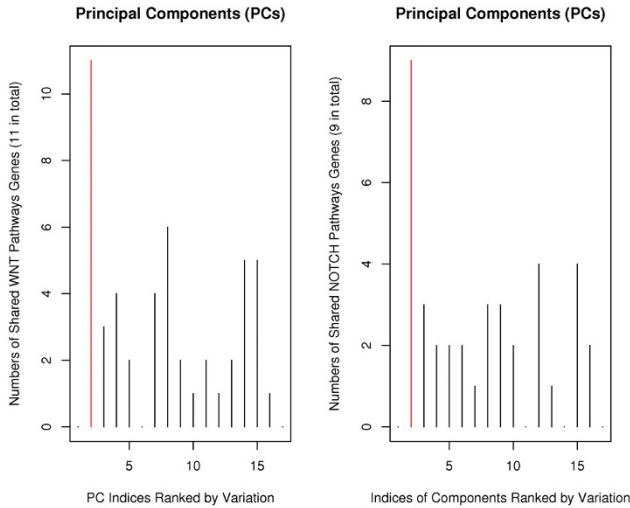 Principal Components (PCs)
Numbers of Shared WNT Pathways Genes (11 in total)
10
8
6
4
2
0
5 10 15
PC Indices Ranked by Variation
Principal Components (PCs)
Numbers of Shared NOTCH Pathways Genes (9 in total)
8
6
4
2
0
5 10 15
Indices of Components Ranked by Variation